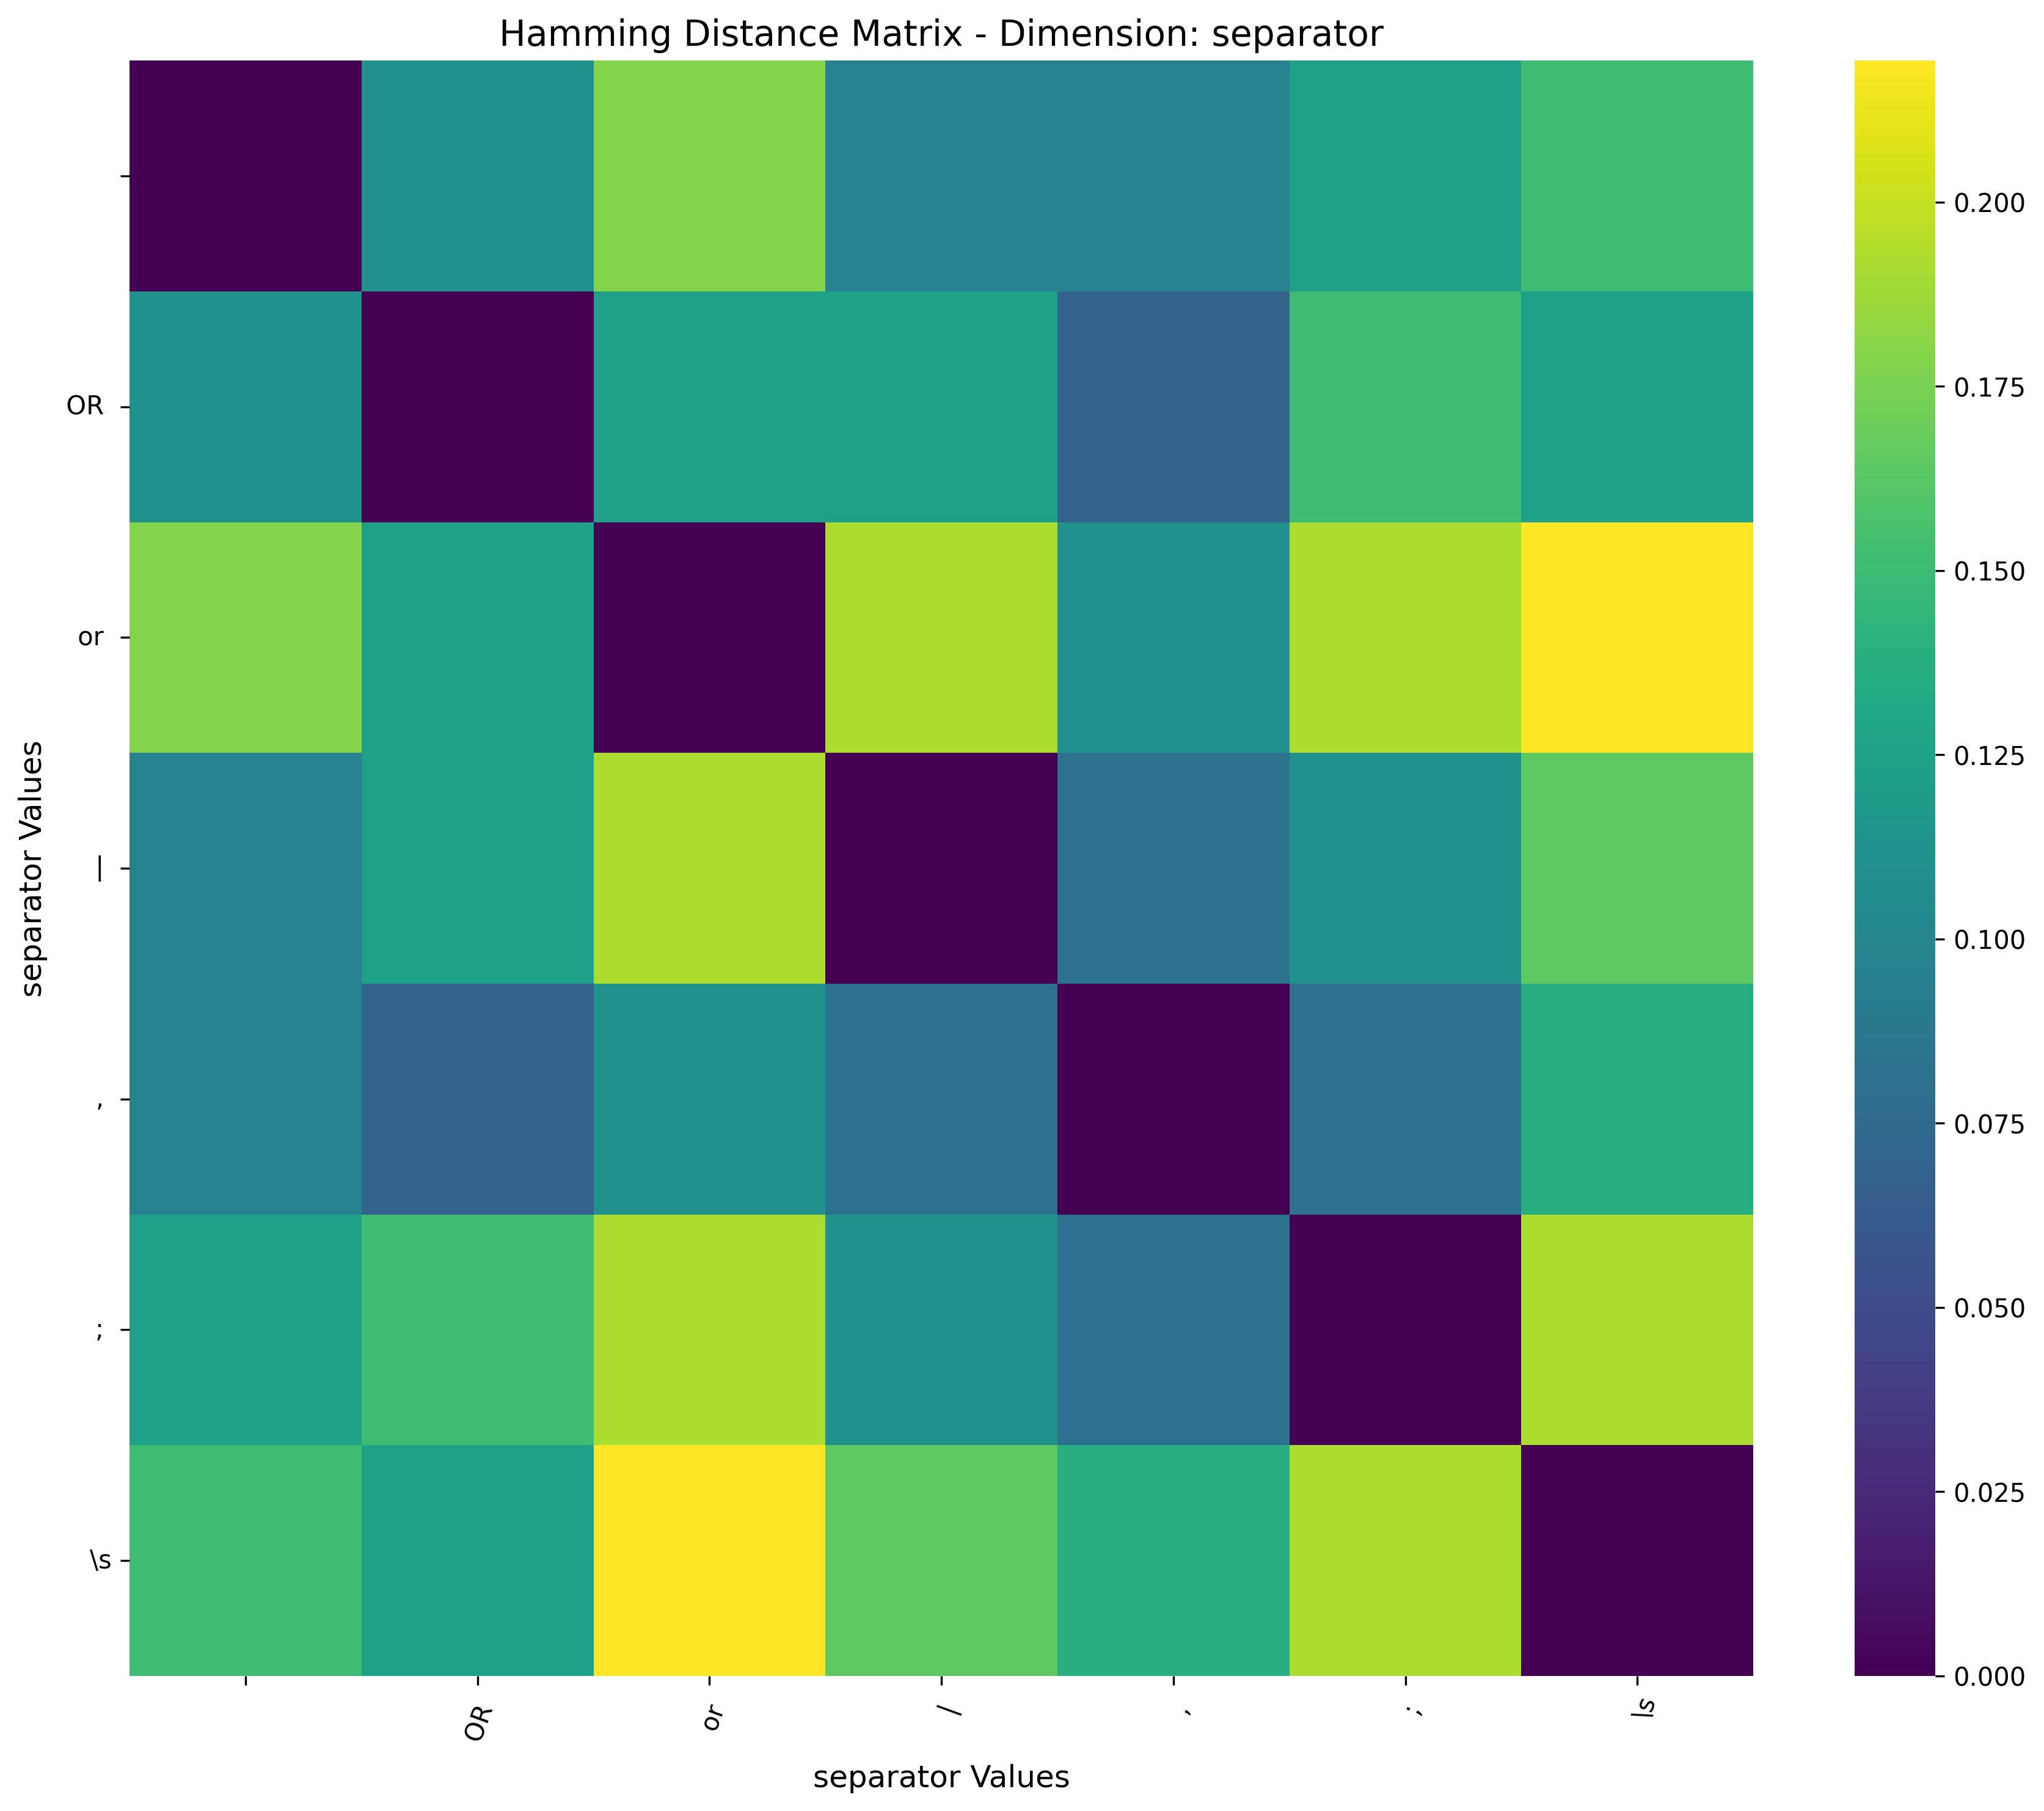 Hamming Distance Matrix - Dimension: separator
separator Values
OR
or
|
,
;
\s
OR
or
|
,
;
\s
separator Values
0.200
0.175
0.150
0.125
0.100
0.075
0.050
0.025
0.000